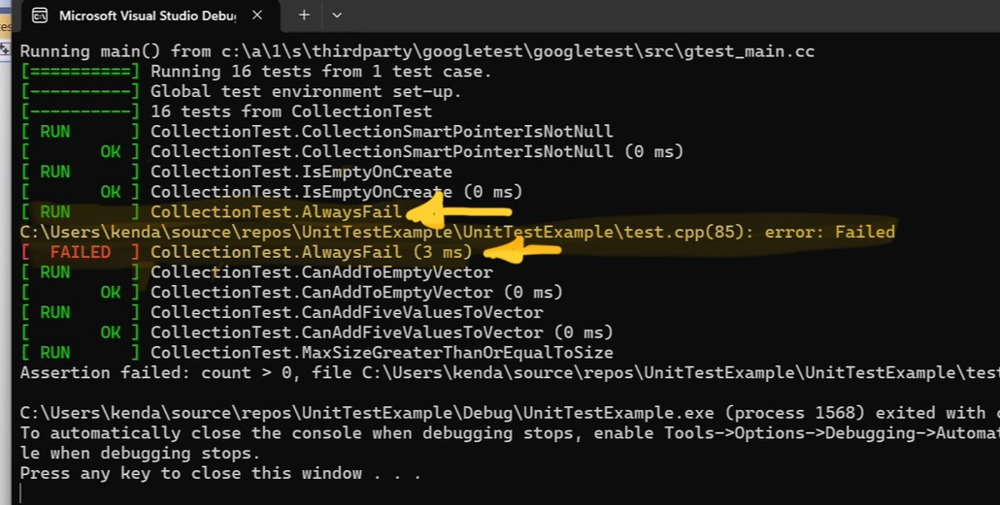 Microsoft Visual Studio Debu
Running main() from c:\a\1\s\thirdparty\googletest\googletest\src\gtest_main.cc
[==========] Running 16 tests from 1 test case.
[----------] Global test environment set-up.
[----------] 16 tests from CollectionTest
[ RUN      ] CollectionTest.CollectionSmartPointerIsNotNull
[       OK ] CollectionTest.CollectionSmartPointerIsNotNull (0 ms)
[ RUN      ] CollectionTest.IsEmptyOnCreate
[       OK ] CollectionTest.IsEmptyOnCreate (0 ms)
[ RUN      ] CollectionTest.AlwaysFail
C:\Users\kenda\source\repos\UnitTestExample\UnitTestExample\test.cpp(85): error: Failed
[  FAILED  ] CollectionTest.AlwaysFail (3 ms)
[ RUN      ] CollectionTest.CanAddToEmptyVector
[       OK ] CollectionTest.CanAddToEmptyVector (0 ms)
[ RUN      ] CollectionTest.CanAddFiveValuesToVector
[       OK ] CollectionTest.CanAddFiveValuesToVector (0 ms)
[ RUN      ] CollectionTest.MaxSizeGreaterThanOrEqualToSize
Assertion failed: count > 0, file C:\Users\kenda\source\repos\UnitTestExample\UnitTestExample\test

C:\Users\kenda\source\repos\UnitTestExample\Debug\UnitTestExample.exe (process 1568) exited with
To automatically close the console when debugging stops, enable Tools->Options->Debugging->Automat
le when debugging stops.
Press any key to close this window . . .